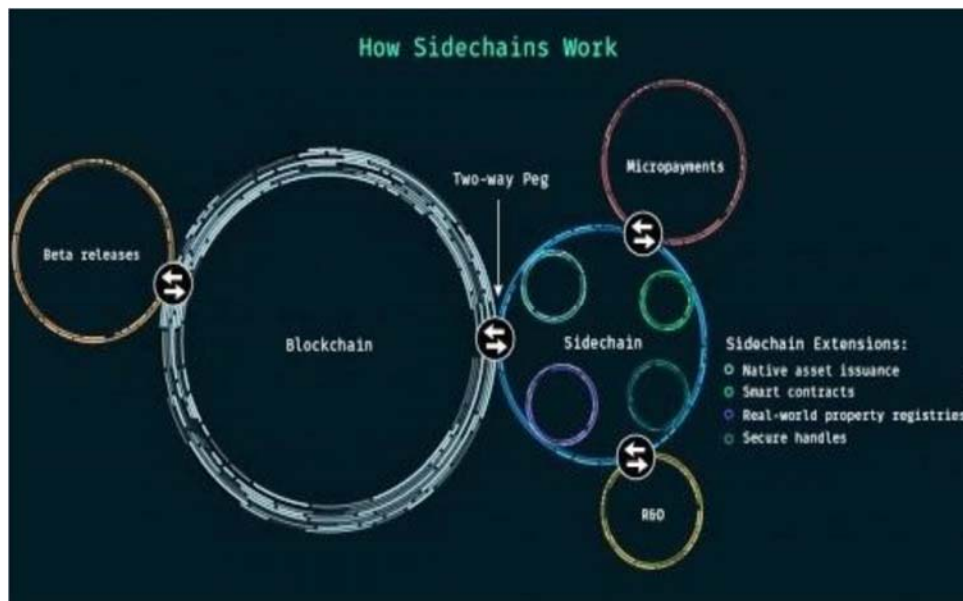 How Sidechains Work
Micropayments
Two-way Peg
Beta releases
Blockchain
Sidechain
Sidechain Extensions:
Native asset issuance
Smart contracts
Real-world property registries
Secure handles
R&D